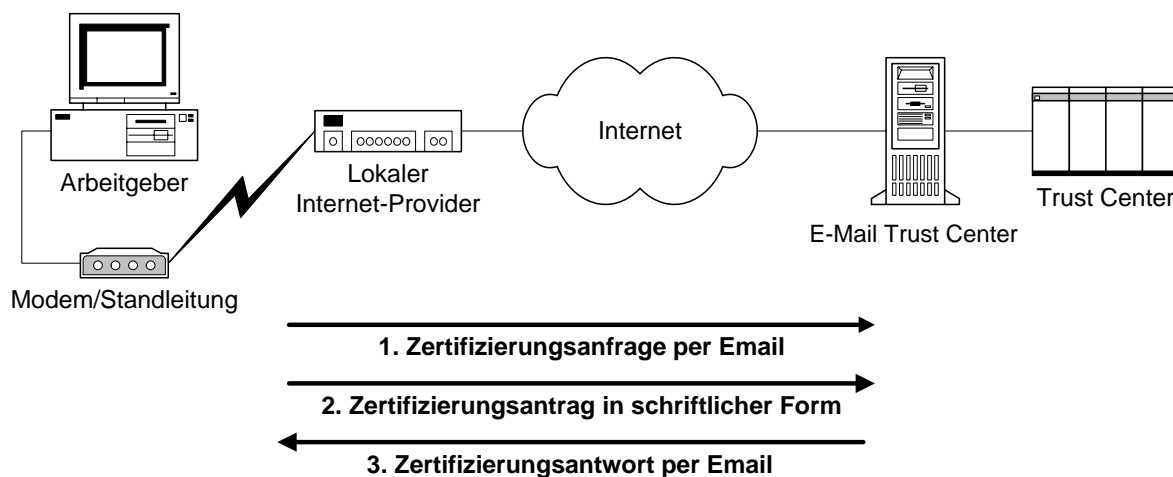 Internet
Arbeitgeber
Lokaler
Internet-Provider
Trust Center
E-Mail Trust Center
Modem/Standleitung
1. Zertifizierungsanfrage per Email
2. Zertifizierungsantrag in schriftlicher Form
3. Zertifizierungsantwort per Email